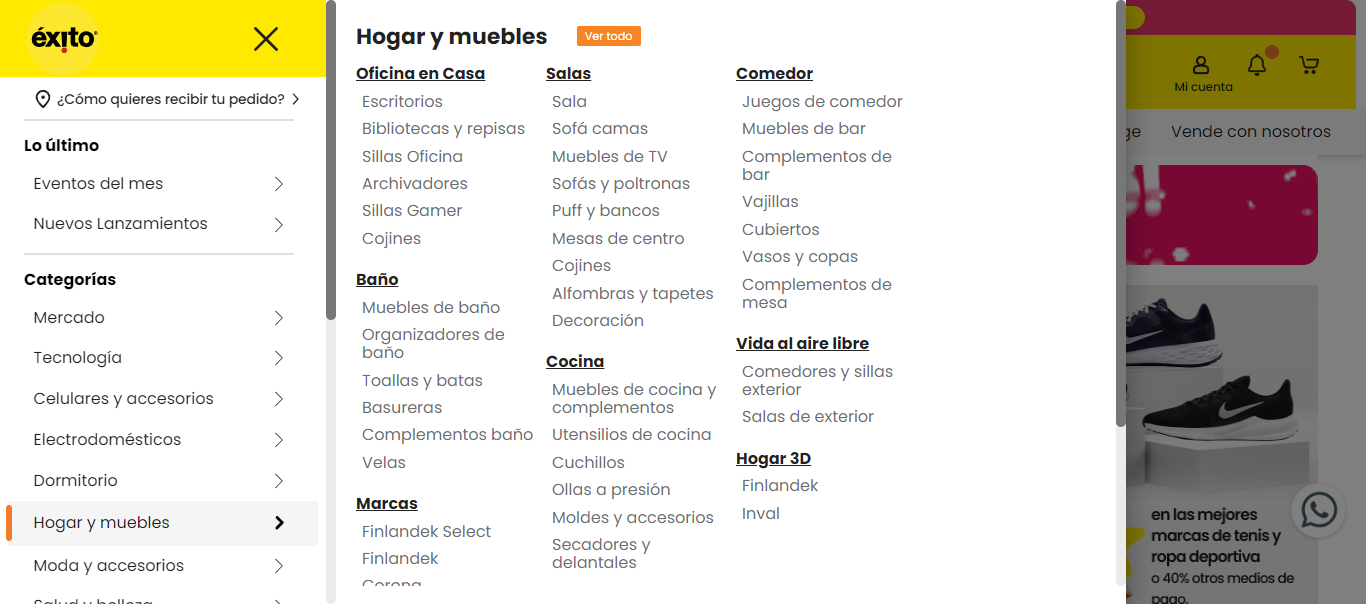 éxito
¿Cómo quieres recibir tu pedido?
Lo último
Eventos del mes
Nuevos Lanzamientos
Categorías
Mercado
Tecnología
Celulares y accesorios
Electrodomésticos
Dormitorio
Hogar y muebles
Moda y accesorios
Salud y belleza
Hogar y muebles
Ver todo
Oficina en Casa
Escritorios
Bibliotecas y repisas
Sillas Oficina
Archivadores
Sillas Gamer
Cojines
Baño
Muebles de baño
Organizadores de
baño
Toallas y batas
Basureras
Complementos baño
Velas
Marcas
Finlandek Select
Finlandek
Corona
Salas
Sala
Sofá camas
Muebles de TV
Sofás y poltronas
Puff y bancos
Mesas de centro
Cojines
Alfombras y tapetes
Decoración
Cocina
Muebles de cocina y
complementos
Utensilios de cocina
Cuchillos
Ollas a presión
Moldes y accesorios
Secadores y
delantales
Comedor
Juegos de comedor
Muebles de bar
Complementos de
bar
Vajillas
Cubiertos
Vasos y copas
Complementos de
mesa
Vida al aire libre
Comedores y sillas
exterior
Salas de exterior
Hogar 3D
Finlandek
Inval
Mi cuenta
ge
Vende con nosotros
en las mejores
marcas de tenis y
ropa deportiva
o 40% otros medios de
pago.